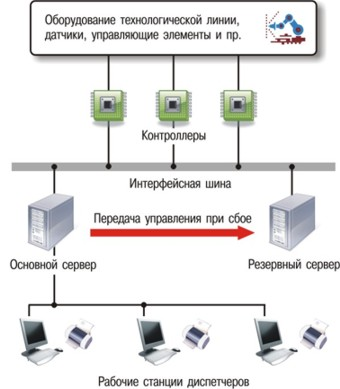 Оборудование технологической линии,
датчики, управляющие элементы и пр.
Контроллеры
Интерфейсная шина
Передача управления при сбое
Основной сервер
Резервный сервер
Рабочие станции диспетчеров